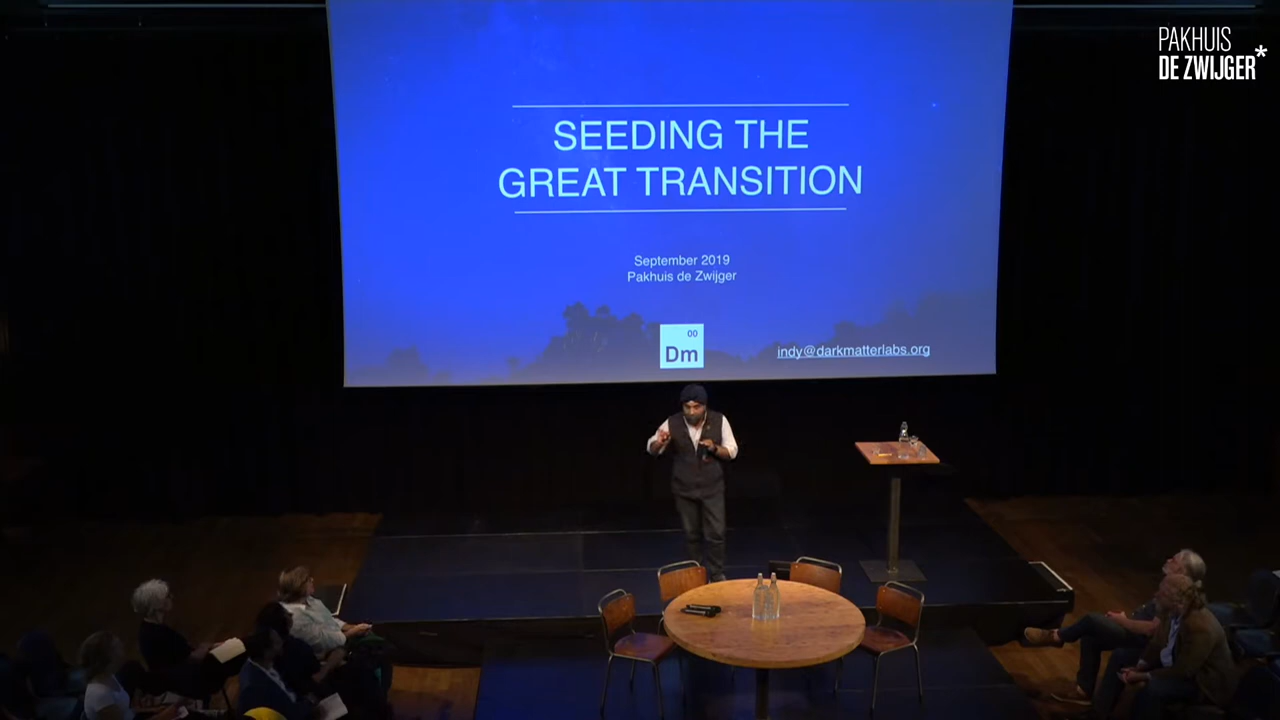 PAKHUIS
DE ZWIJGER*
SEEDING THE
GREAT TRANSITION
September 2019
Pakhuis de Zwijger
00
Dm
indy@darkmatterlabs.org